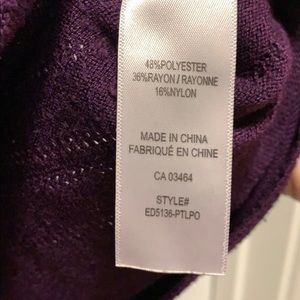 48%POLYESTER
36%RAYON/RAYONNE
16%NYLON
MADE IN CHINA
FABRIQUÉ EN CHINE
CA 03464
STYLE#
ED5136-PTLPO